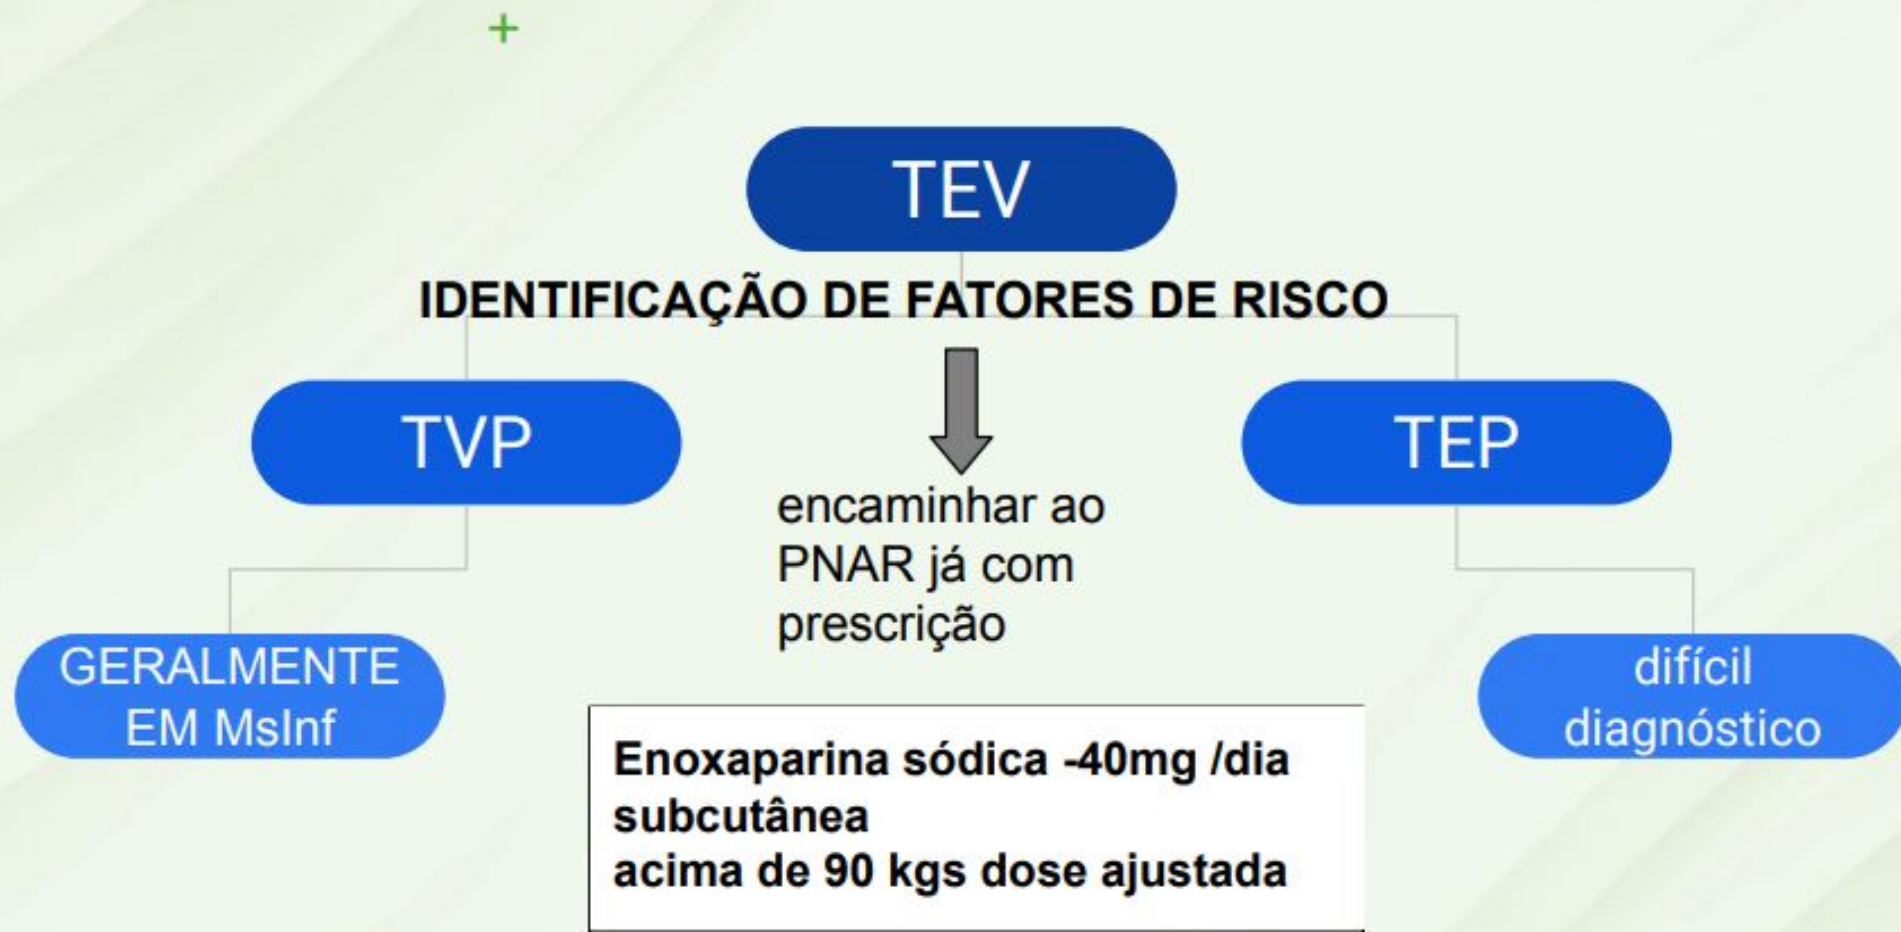 TEV
IDENTIFICAÇÃO DE FATORES DE RISCO
TVP
TEP
encaminhar ao
PNAR já com
prescrição
GERALMENTE
EM MsInf
difícil
diagnóstico
Enoxaparina sódica -40mg /dia
subcutânea
acima de 90 kgs dose ajustada